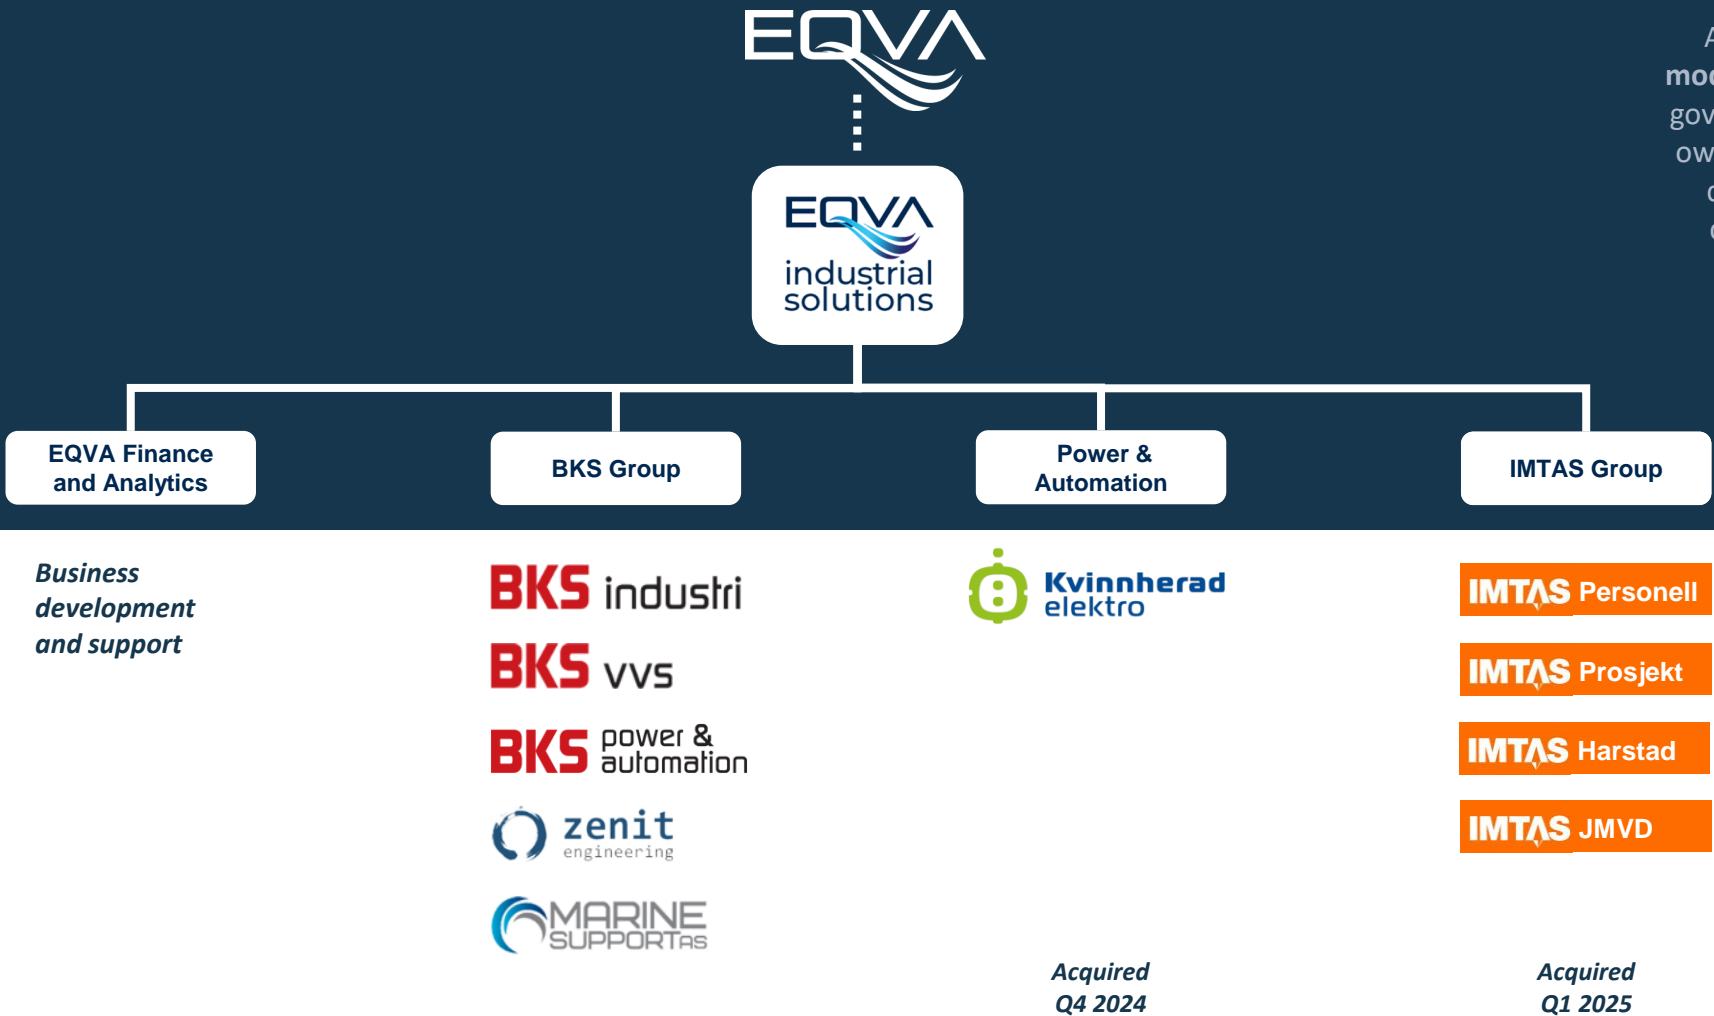 EQVA
EQVA
industrial
solutions
EQVA Finance
and Analytics
BKS Group
Power &
Automation
IMTAS Group
Business
development
and support
BKS industri
BKS vvs
BKS power &
automation
zenit
engineering
MARINE
SUPPORT AS
Kvinnherad
elektro
Acquired
Q4 2024
IMTAS Personell
IMTAS Prosjekt
IMTAS Harstad
IMTAS JMVD
Acquired
Q1 2025